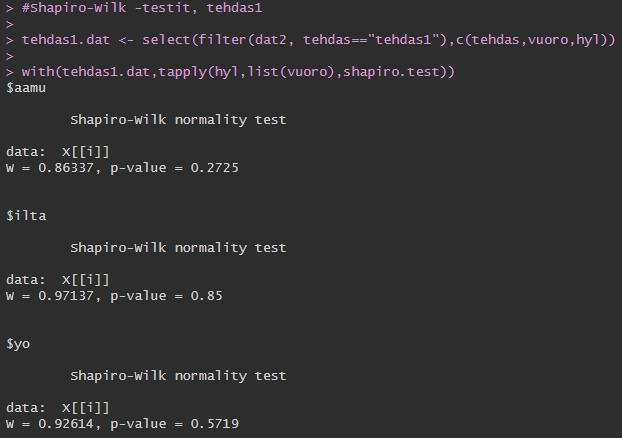 > #Shapiro-Wilk -testit, tehdas1
>
> tehdas1.dat <- select(filter(dat2, tehdas=="tehdas1"),c(tehdas,vuoro,hyl))
>
> with(tehdas1.dat,tapply(hyl,list(vuoro),shapiro.test))
$aamu
Shapiro-Wilk normality test
data:  X[[i]]
W = 0.86337, p-value = 0.2725
$ilta
Shapiro-Wilk normality test
data:  X[[i]]
W = 0.97137, p-value = 0.85
$yo
Shapiro-Wilk normality test
data:  X[[i]]
W = 0.92614, p-value = 0.5719